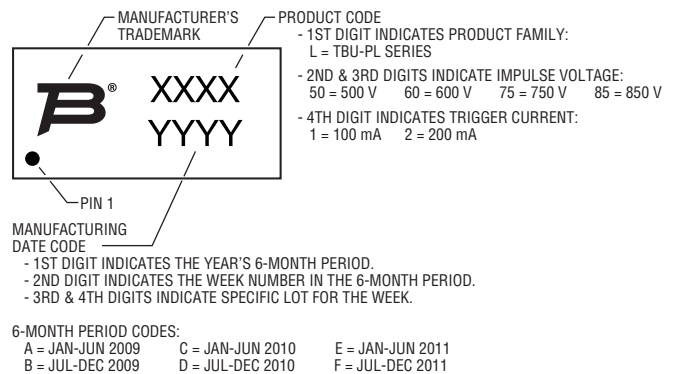 MANUFACTURER'S
TRADEMARK
PRODUCT CODE
- 1ST DIGIT INDICATES PRODUCT FAMILY:
L = TBU-PL SERIES
- 2ND & 3RD DIGITS INDICATE IMPULSE VOLTAGE:
50 = 500 V 60 = 600 V 75 = 750 V 85 = 850 V
- 4TH DIGIT INDICATES TRIGGER CURRENT:
1 = 100 mA 2 = 200 mA
B®
XXXX
YYYY
PIN 1
MANUFACTURING
DATE CODE
- 1ST DIGIT INDICATES THE YEAR'S 6-MONTH PERIOD.
- 2ND DIGIT INDICATES THE WEEK NUMBER IN THE 6-MONTH PERIOD.
- 3RD & 4TH DIGITS INDICATE SPECIFIC LOT FOR THE WEEK.
6-MONTH PERIOD CODES:
A = JAN-JUN 2009 C = JAN-JUN 2010 E = JAN-JUN 2011
B = JUL-DEC 2009 D = JUL-DEC 2010 F = JUL-DEC 2011